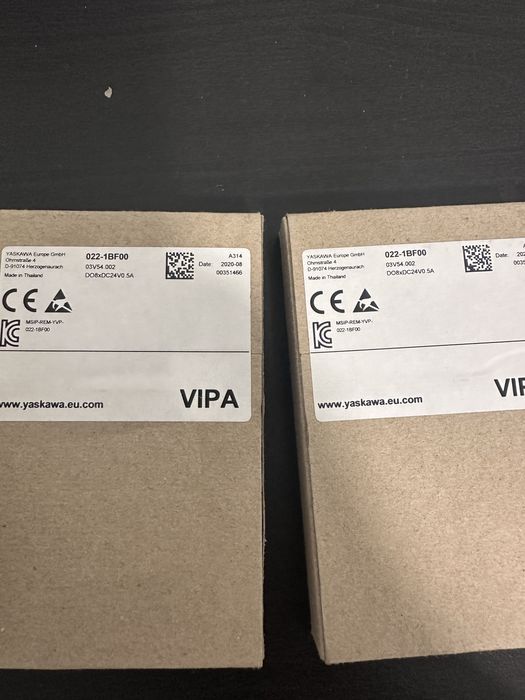 YASKAWA Europe GmbH
Ohmstraße 4
D-91074 Herzogenaurach
Made in Thailand
022-1BF00
03V54.002
DO8xDC24V0.5A
A314
Date: 2020-08
00351466
CE
MSIP-REM-YVP-
022-1BF00
www.yaskawa.eu.com
VIPA
YASKAWA Europe GmbH
Ohmstraße 4
D-91074 Herzogenaurach
Made in Thailand
022-1BF00
03V54.002
DO8xDC24V0.5A
Date:
CE
MSIP-REM-YVP-
022-1BF00
www.yaskawa.eu.com